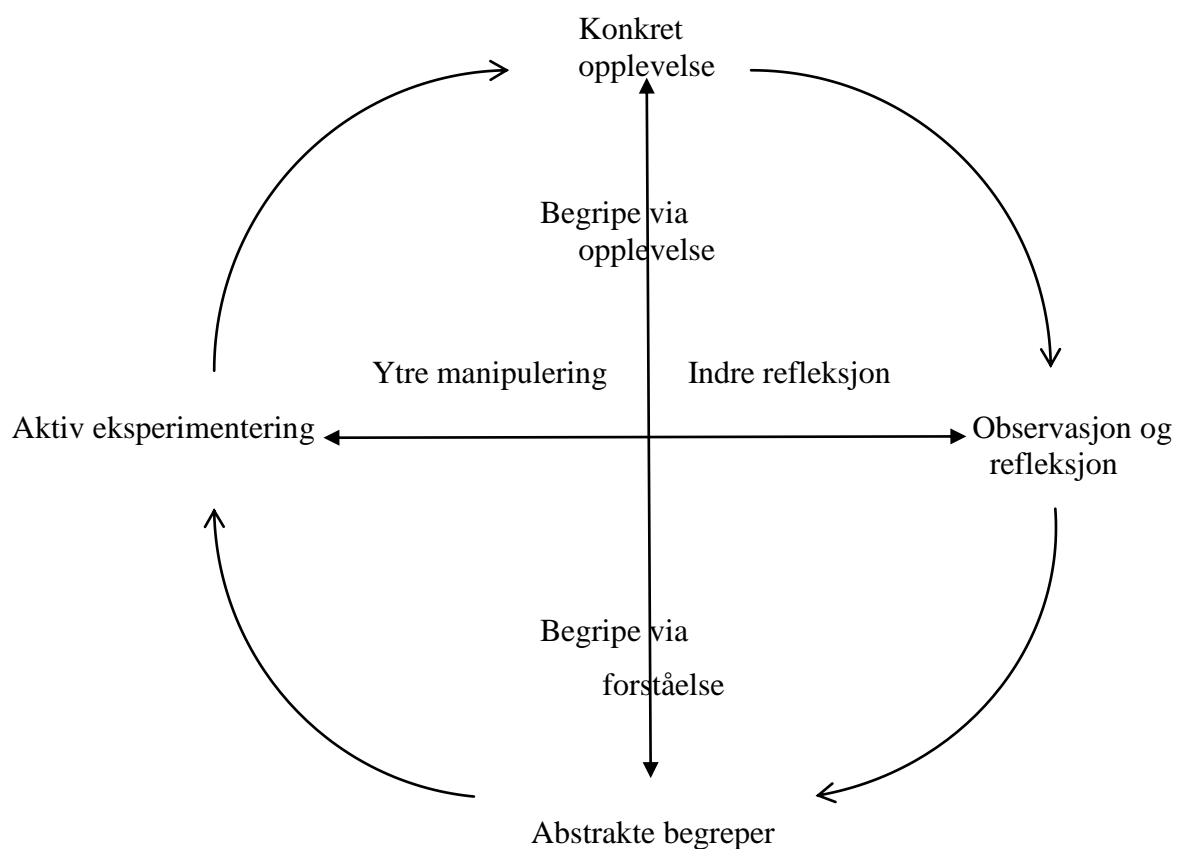 Konkret
opplevelse
Begripe via
opplevelse
Ytre manipulering
Indre refleksjon
Aktiv eksperimentering
Observasjon og
refleksjon
Begripe via
forståelse
Abstrakte begreper